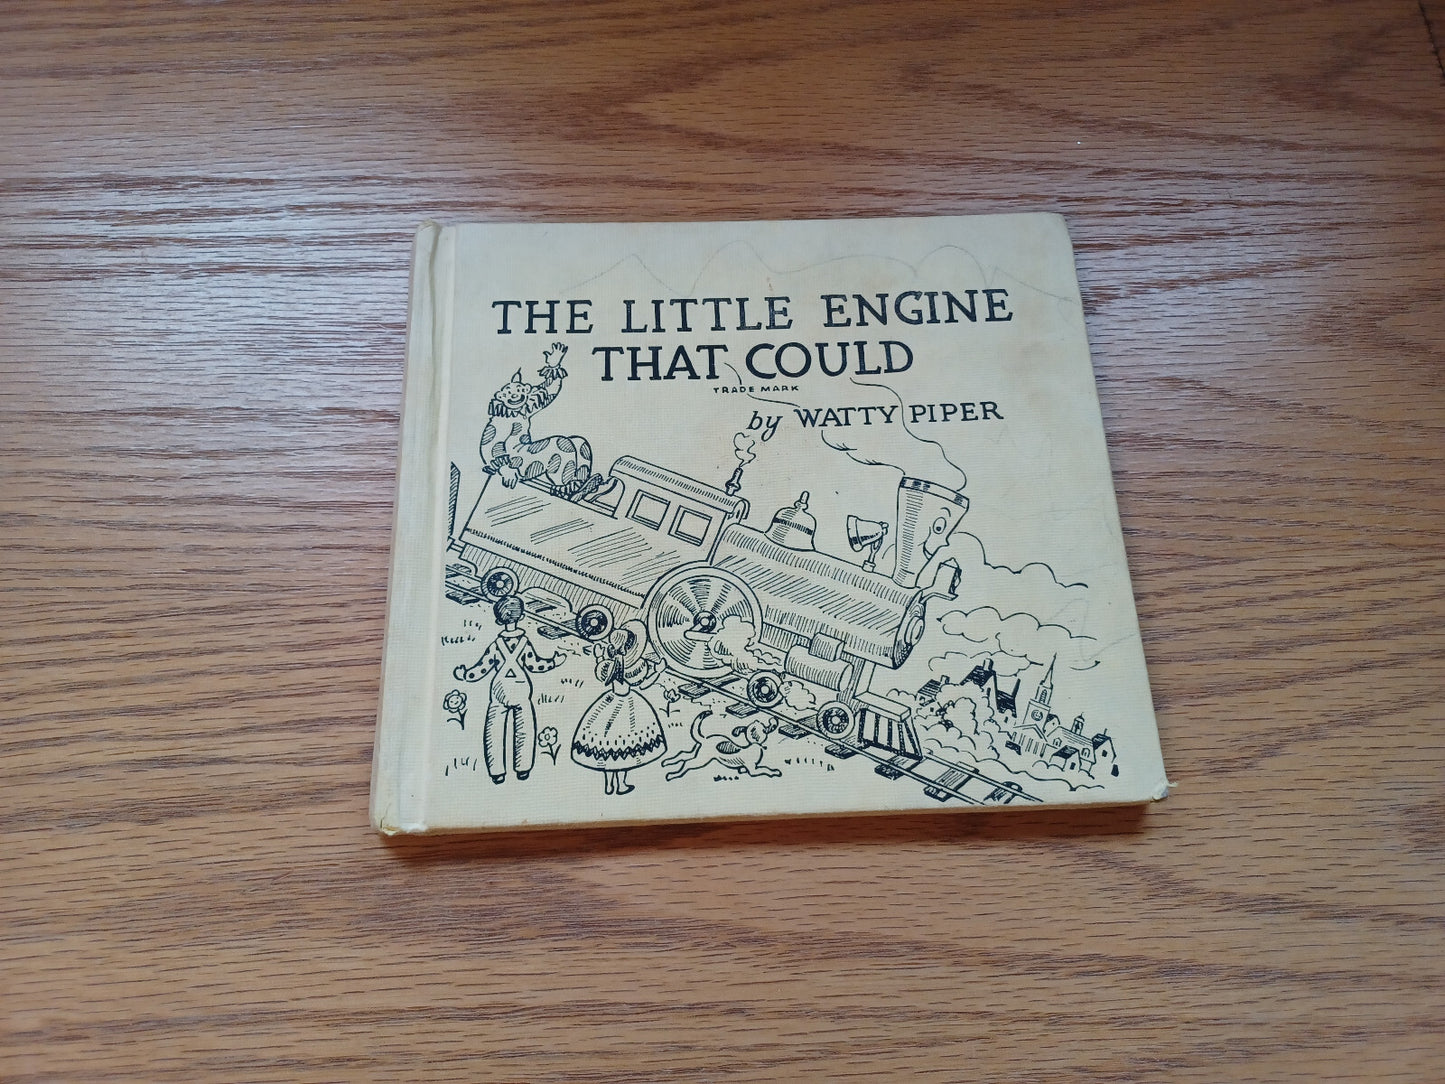 THE LITTLE ENGINE
THAT COULD
TRADE MARK
by WATTY PIPER